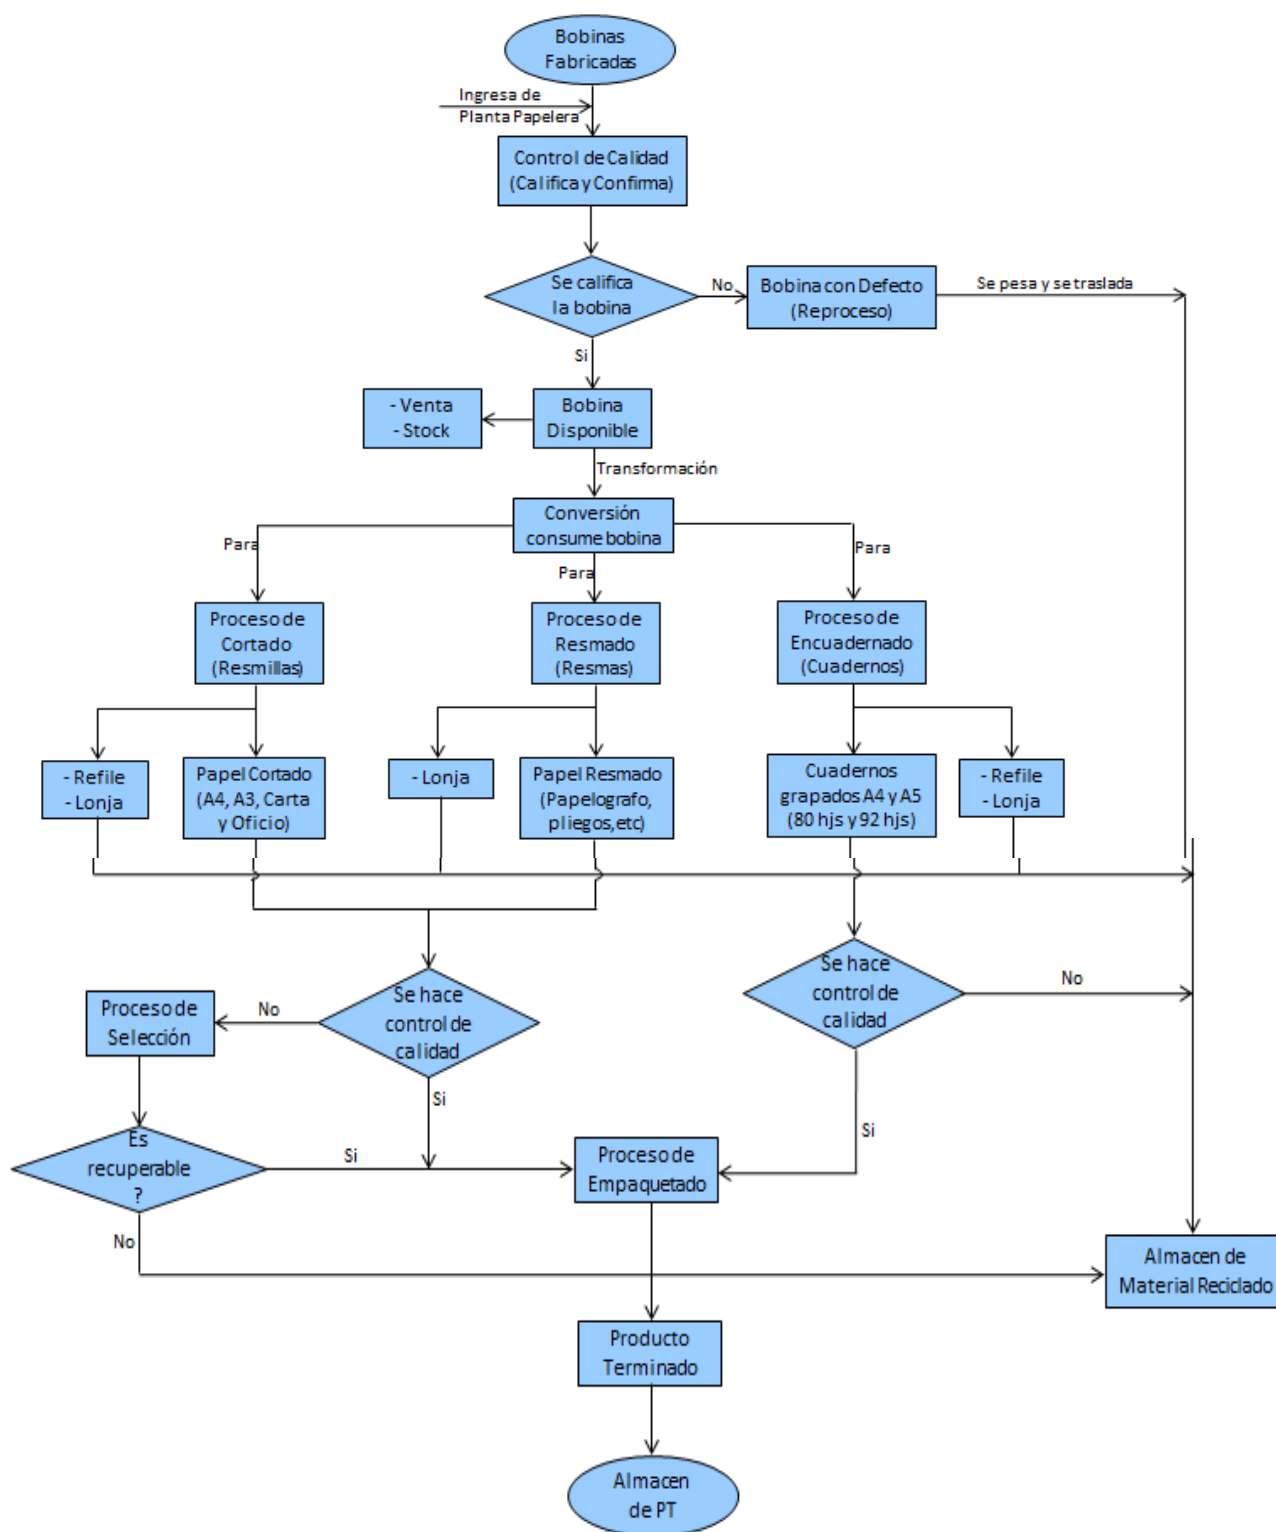 Bobinas
Fabricadas
Ingresa de
Planta Papelera
Control de Calidad
(Califica y Confirma)
Se califica
la bobina
No
Bobina con Defecto
(Reproceso)
Se pesa y se traslada
Si
- Venta
- Stock
Bobina
Disponible
Transformación
Conversión
consume bobina
Para
Para
Para
Proceso de
Cortado
(Resmillas)
Proceso de
Resmado
(Resmas)
Proceso de
Encuadernado
(Cuadernos)
- Refile
- Lonja
Papel Cortado
(A4, A3, Carta
y Oficio)
- Lonja
Papel Resmado
(Papelografo,
pliegos,etc)
Cuadernos
grapados A4 y A5
(80 hjs y 92 hjs)
- Refile
- Lonja
Se hace
control de
calidad
No
Proceso de
Selección
No
Se hace
control de
calidad
Si
Si
Es
recuperable
?
Si
Proceso de
Empaquetado
No
Almacen de
Material Reciclado
Producto
Terminado
Almacen
de PT